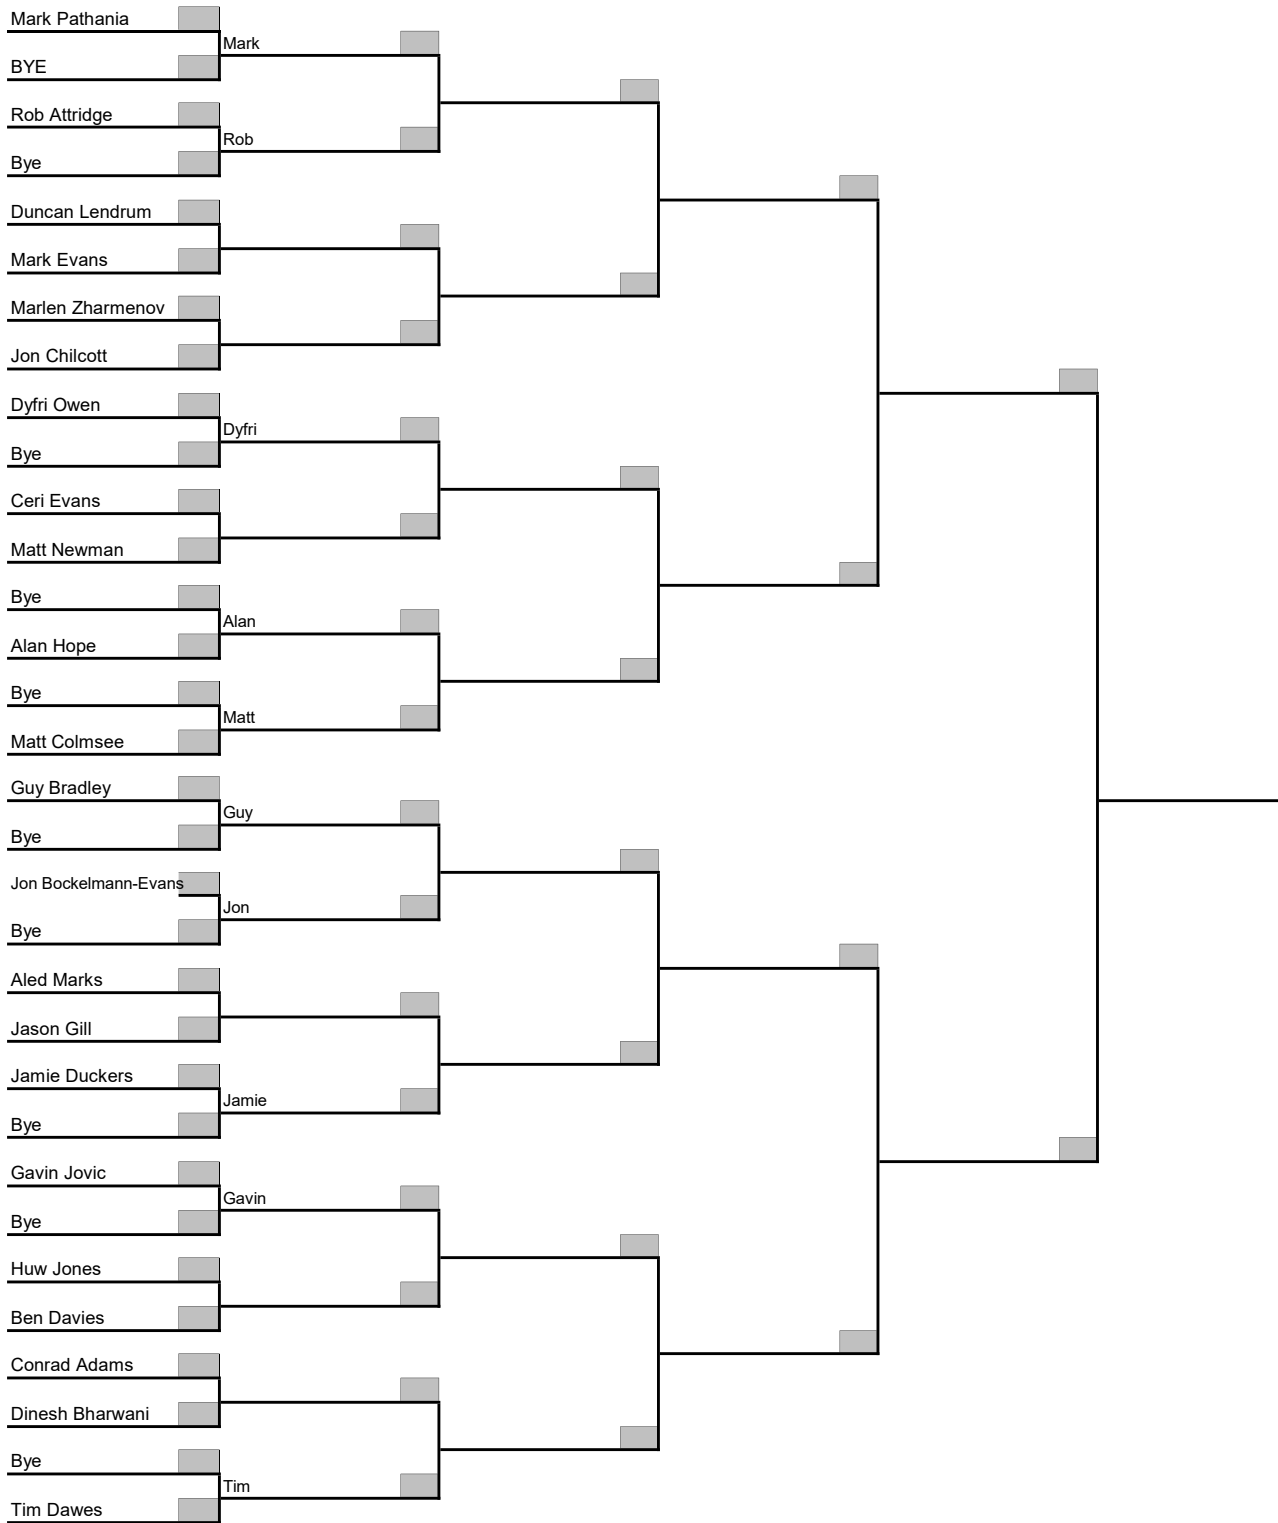 Mark Pathania
Mark
BYE
Rob Attridge
Rob
Bye
Duncan Lendrum
Mark Evans
Marlen Zharmenov
Jon Chilcott
Dyfri Owen
Dyfri
Bye
Ceri Evans
Matt Newman
Bye
Alan
Alan Hope
Bye
Matt
Matt Colmsee
Guy Bradley
Guy
Bye
Jon Bockelmann-Evans
Jon
Bye
Aled Marks
Jason Gill
Jamie Duckers
Jamie
Bye
Gavin Jovic
Gavin
Bye
Huw Jones
Ben Davies
Conrad Adams
Dinesh Bharwani
Bye
Tim
Tim Dawes